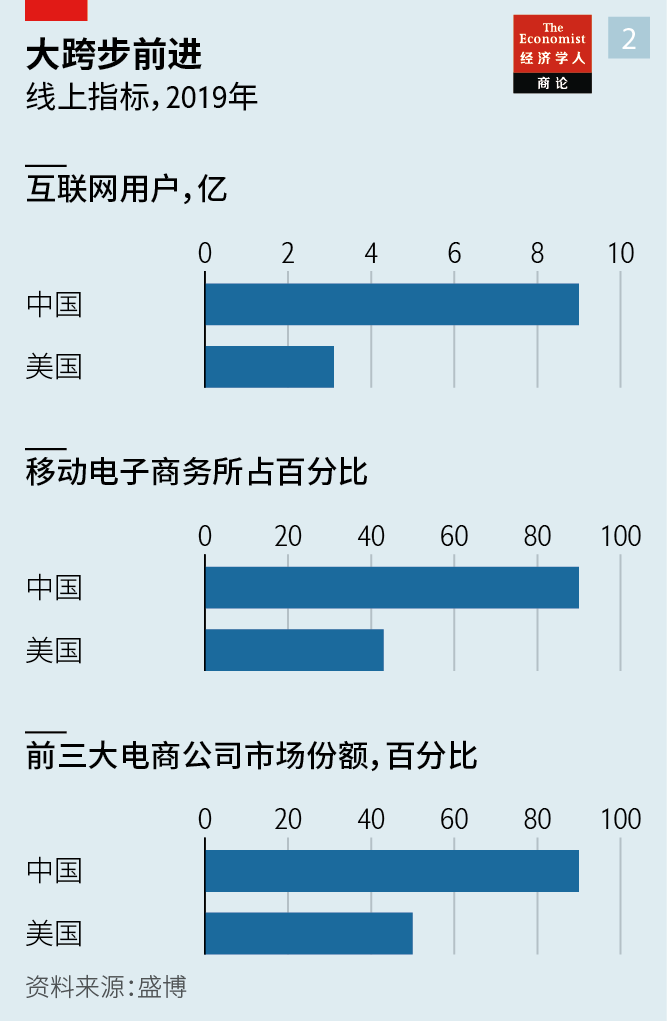 大跨步前进
线上指标，2019年
The
Economist
经济学人
商论
2
互联网用户，亿
0 2 4 6 8 10
中国
美国
移动电子商务所占百分比
0 20 40 60 80 100
中国
美国
前三大电商公司市场份额，百分比
0 20 40 60 80 100
中国
美国
资料来源：盛博